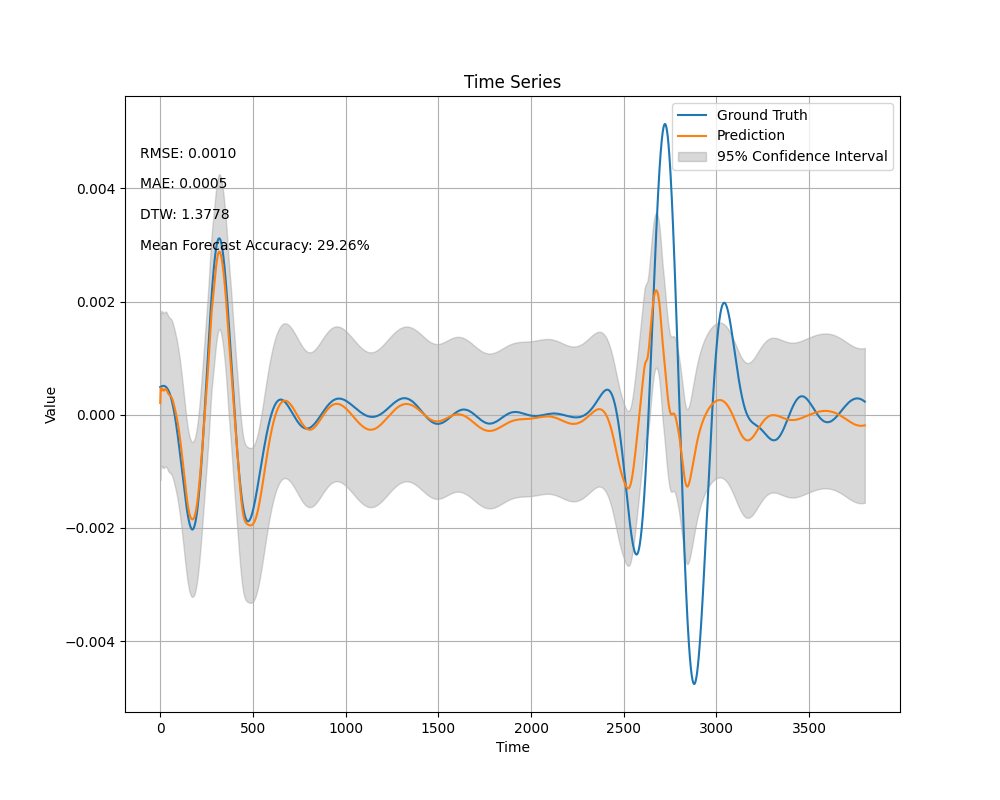 Time Series
Ground Truth
Prediction
95% Confidence Interval
RMSE: 0.0010
MAE: 0.0005
DTW: 1.3778
Mean Forecast Accuracy: 29.26%
Value
0.004
0.002
0.000
−0.002
−0.004
0 500 1000 1500 2000 2500 3000 3500
Time